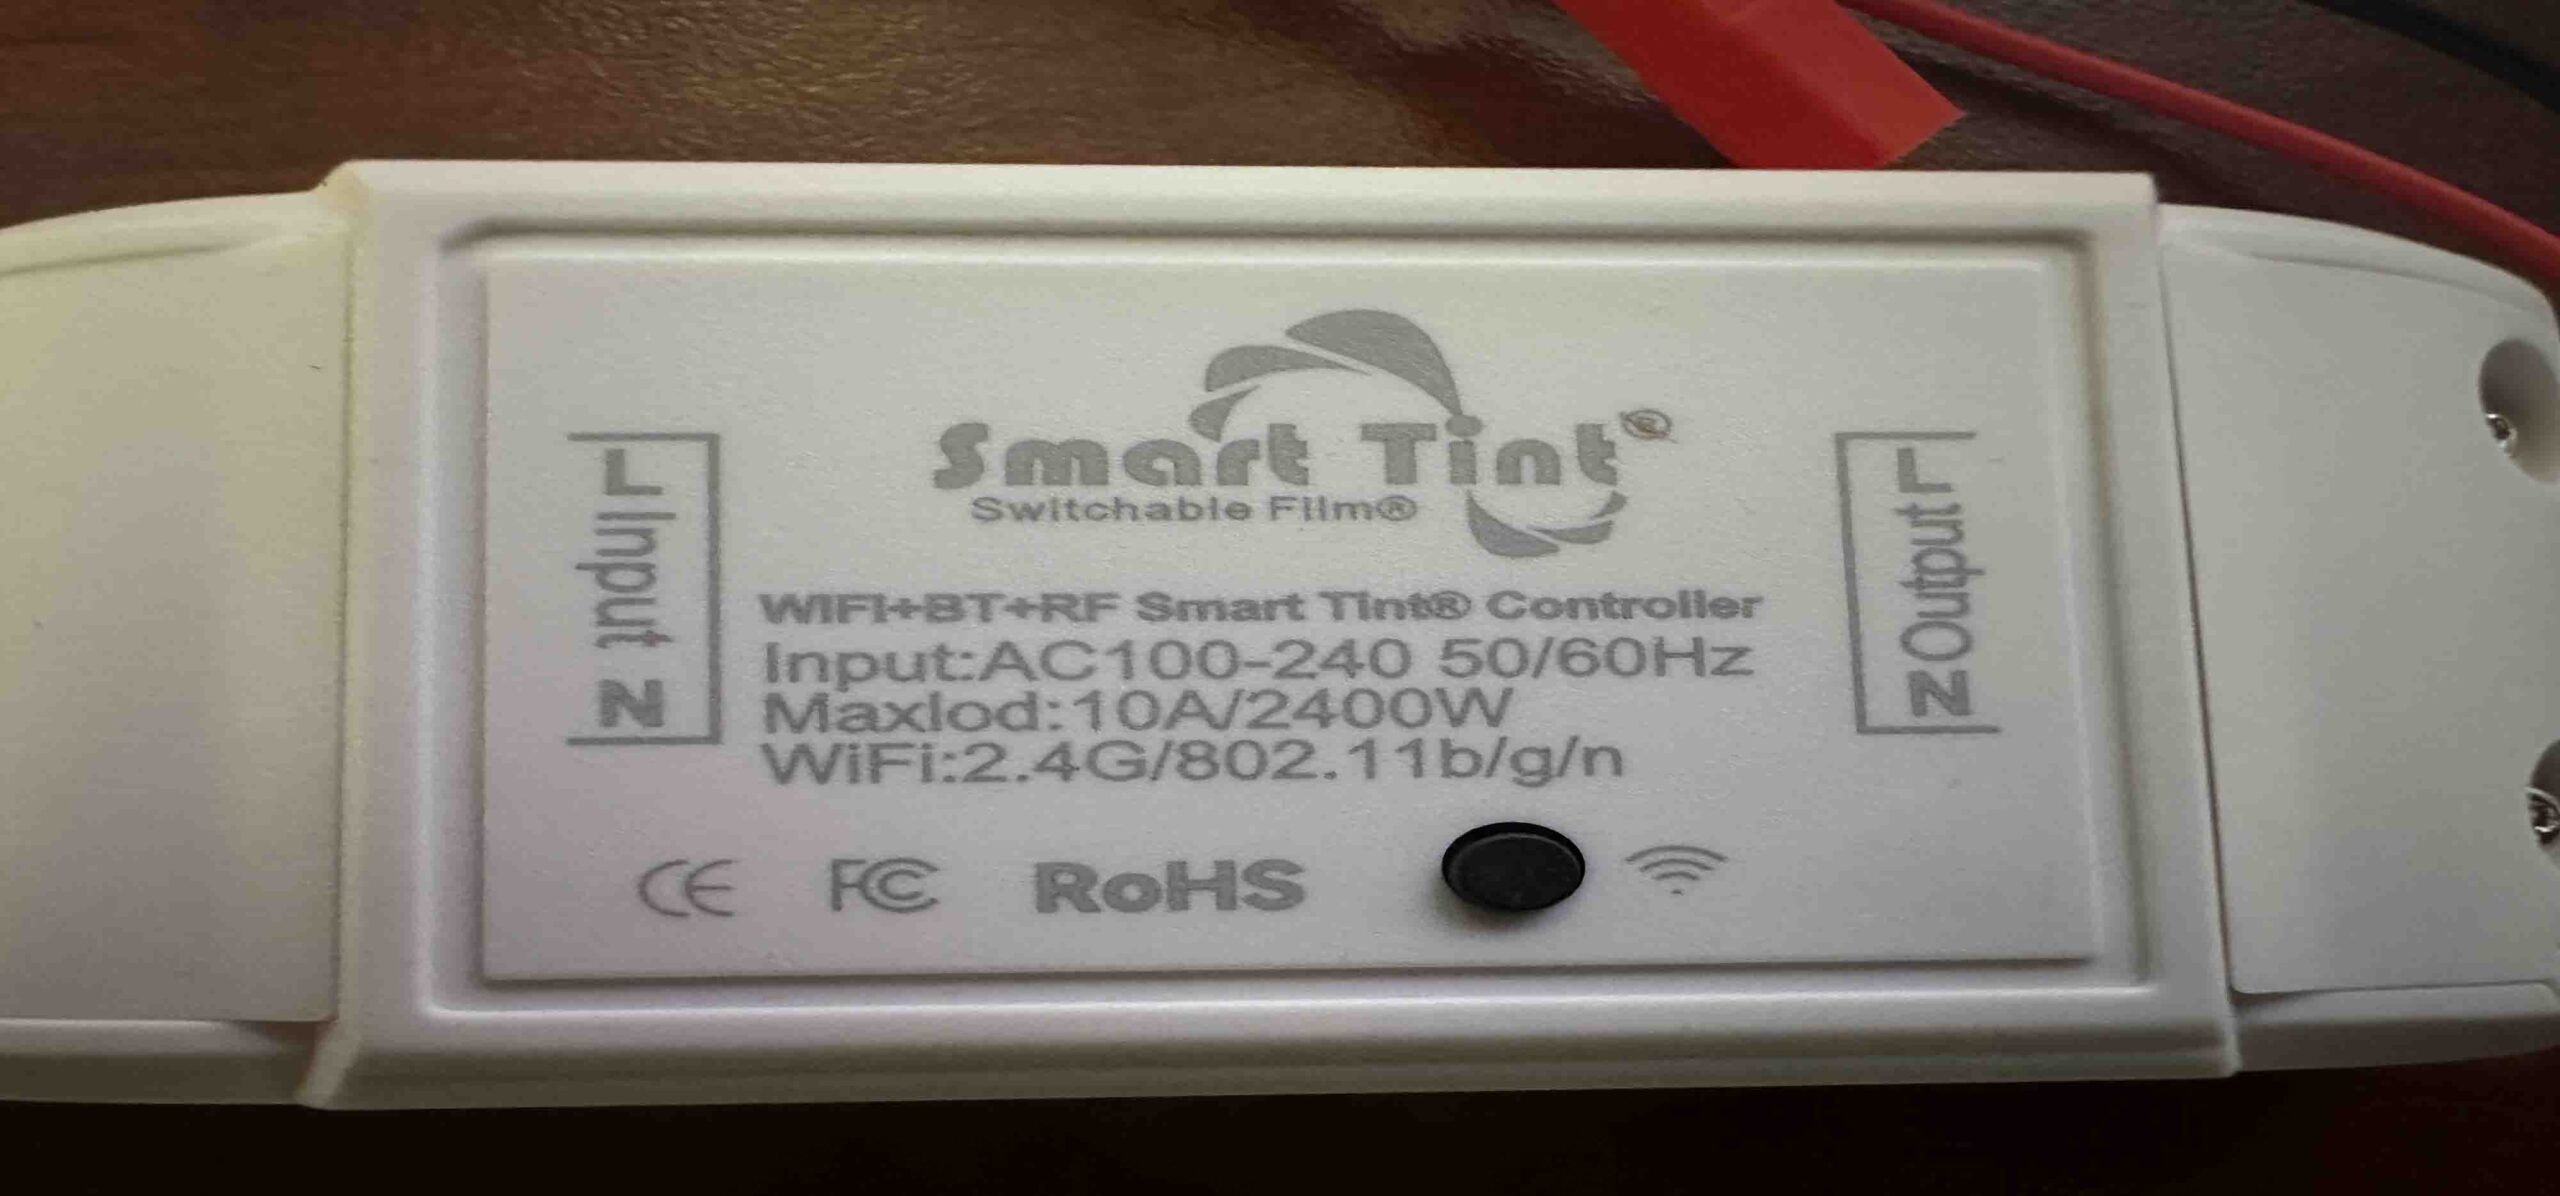 Smart Tint®
Switchable Film®
L Input N
N Output L
WIFI+BT+RF Smart Tint® Controller
Input:AC100-240 50/60Hz
Maxlod:10A/2400W
WiFi:2.4G/802.11b/g/n
CE FC RoHS